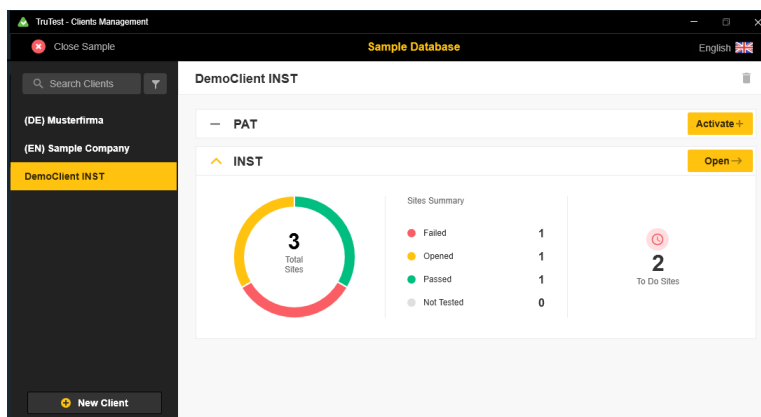 TruTest - Clients Management
Close Sample
Sample Database
English
Search Clients
DemoClient INST
(DE) Musterfirma
(EN) Sample Company
DemoClient INST
PAT
Activate
INST
Open
3
Total
Sites
Sites Summary
Failed 1
Opened 1
Passed 1
Not Tested 0
2
To Do Sites
New Client